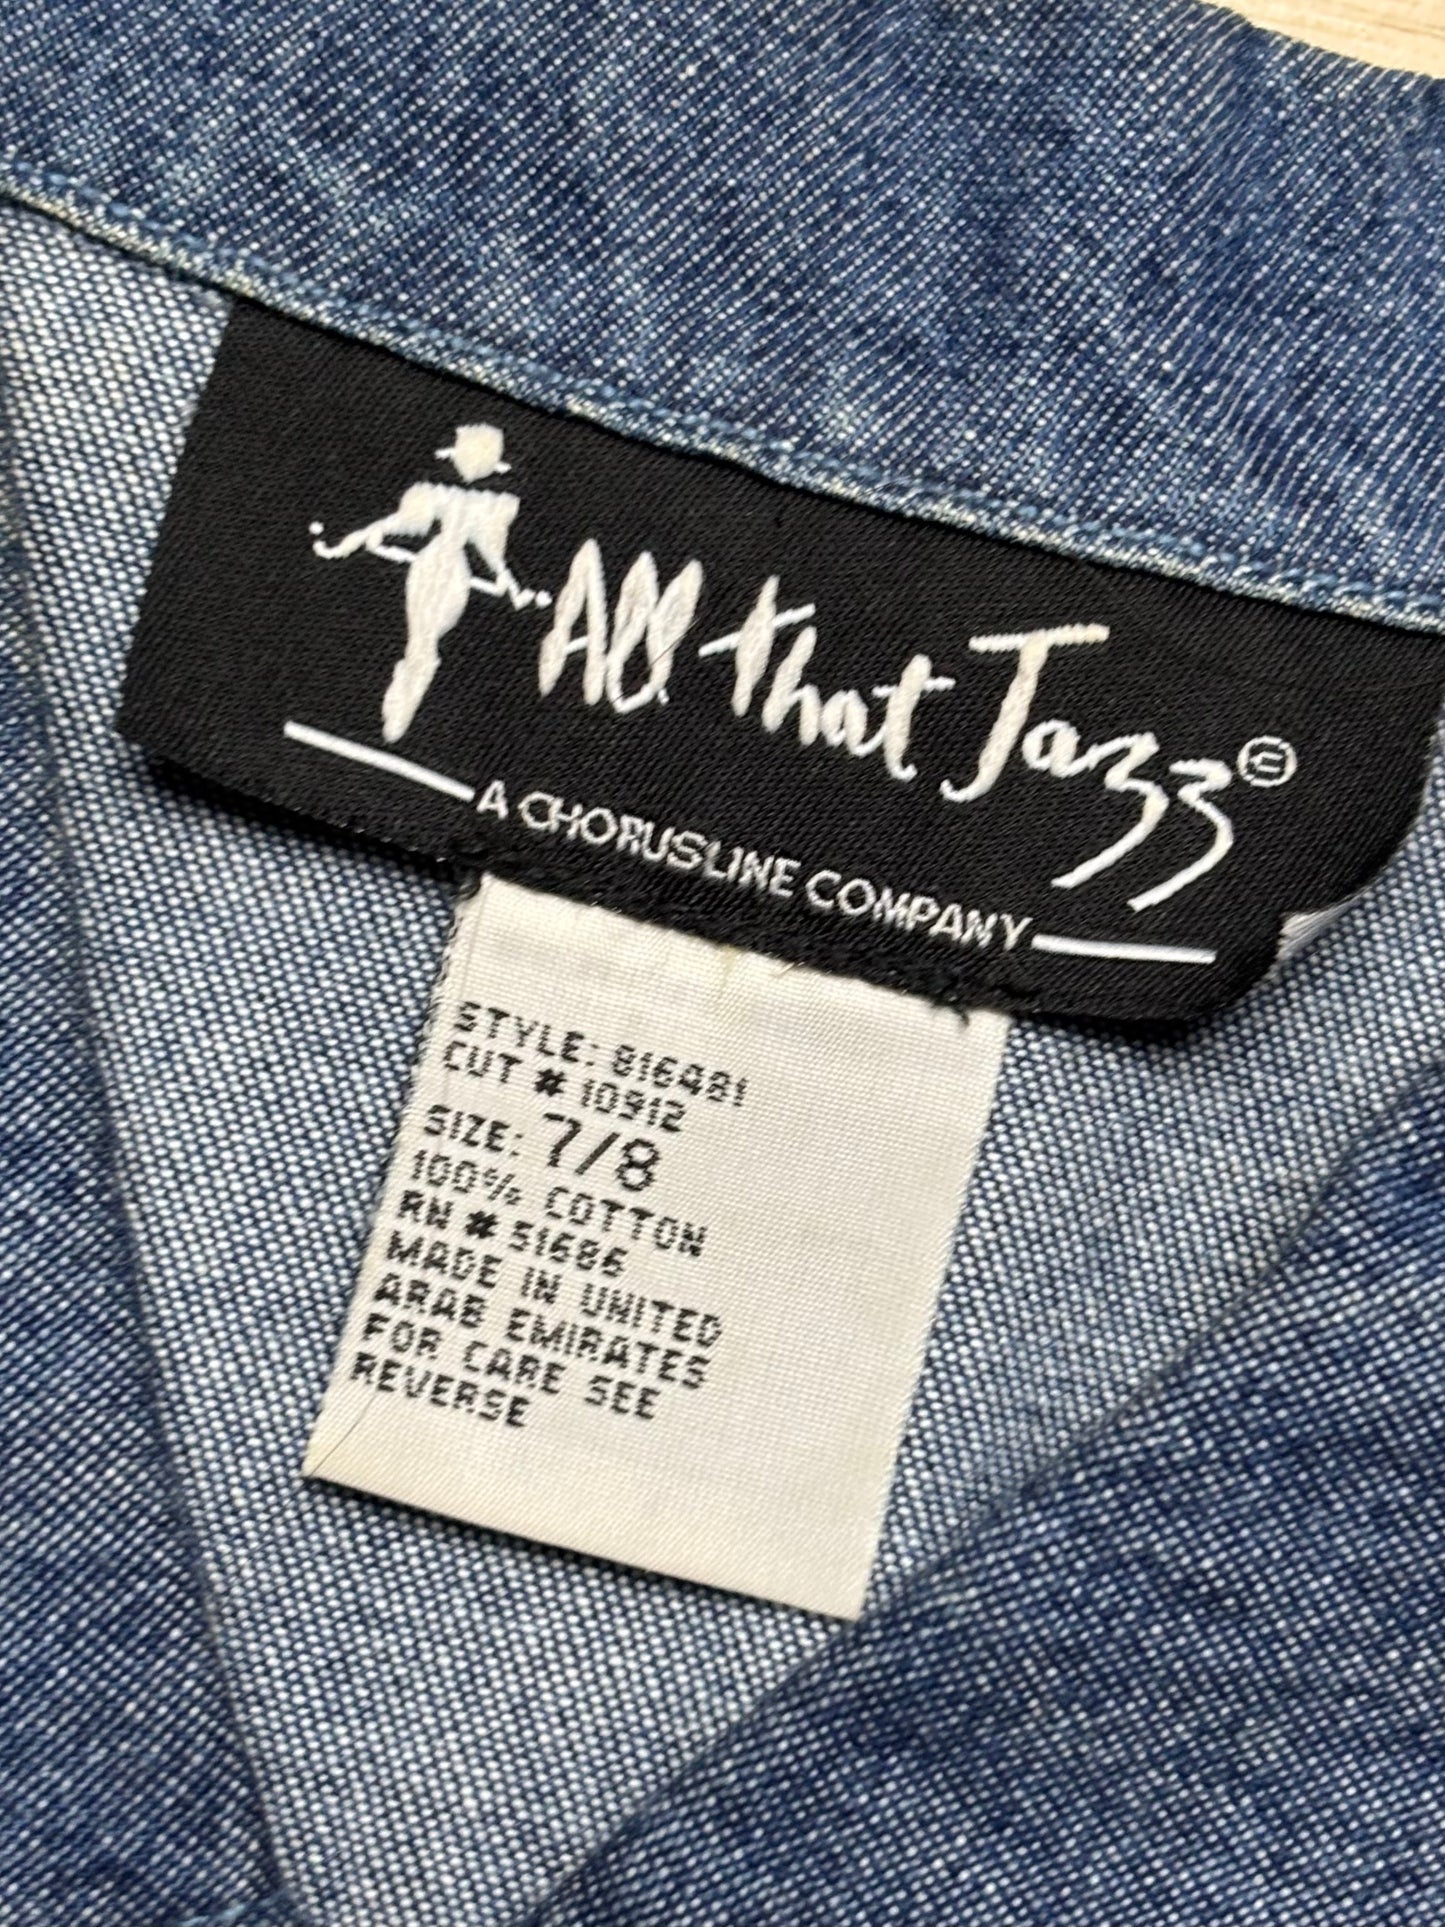 All That Jazz®
A CHORUSLINE COMPANY
STYLE: 816481
CUT # 10912
SIZE: 7/8
100% COTTON
RN # 51686
MADE IN UNITED
ARAB EMIRATES
FOR CARE SEE
REVERSE